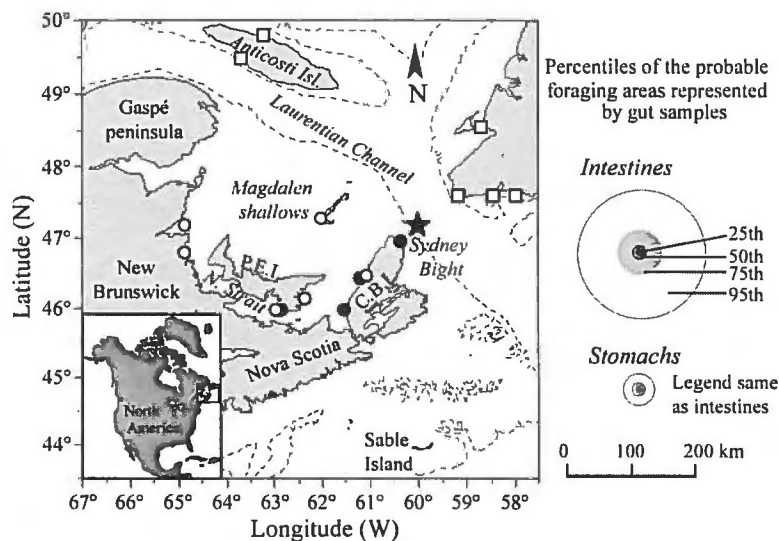 50°
49°
48°
47°
46°
45°
44°
Latitude (N)
67° 66° 65° 64° 63° 62° 61° 60° 59° 58°
Longitude (W)
Anticosti Isl.
Gaspé
peninsula
Laurentian Channel
N
Magdalen
shallows
Sydney
Bight
P.E.I.
Strait
C.B.I.
New
Brunswick
Nova Scotia
Sable
Island
North
America
Percentiles of the probable
foraging areas represented
by gut samples
Intestines
25th
50th
75th
95th
Stomachs
Legend same
as intestines
0 100 200 km